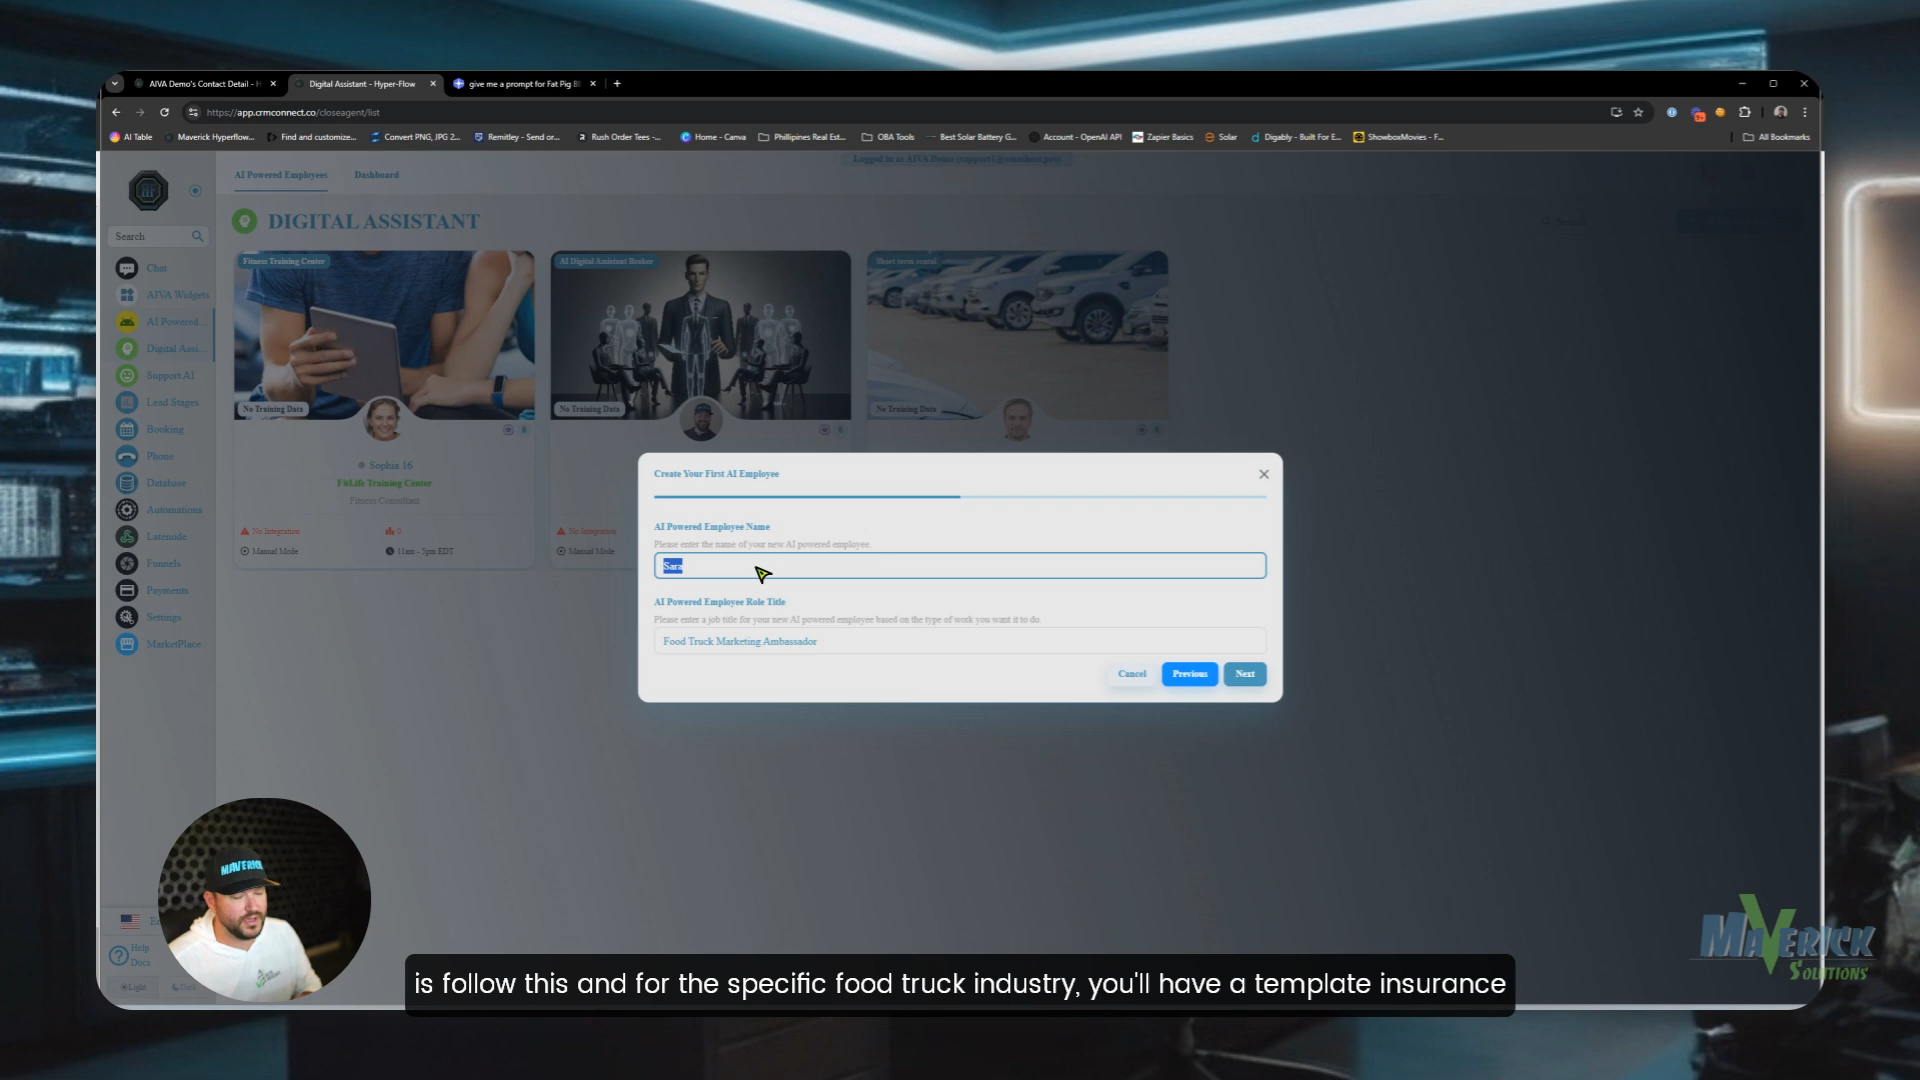 AIVA Demo's Contact Detail - H
Digital Assistant - Hyper-Flow
give me a prompt for Fat Pig BB
https://app.crmconnect.co/closeagent/list
AI Table
Maverick Hyperflow...
Find and customize...
Convert PNG, JPG 2...
Remitley - Send or...
Rush Order Tees -...
Home - Canva
Phillipines Real Est...
OBA Tools
Best Solar Battery G...
Account - OpenAI API
Zapier Basics
Solar
Digably - Built For E...
ShowboxMovies - F...
All Bookmarks
AI Powered Employees
Dashboard
DIGITAL ASSISTANT
Search
Chat
AIVA Widgets
AI Powered...
Digital Assi...
Support AI
Lead Stages
Booking
Phone
Database
Automations
Latenode
Funnels
Payments
Settings
MarketPlace
Help
Docs
Light
Dark
Fitness Training Center
No Training Data
Sophia 16
FitLife Training Center
Fitness Consultant
No Integration
0
Manual Mode
11am - 5pm EDT
AI Digital Assistant Broker
No Training Data
No Integration
Manual Mode
Short term rental
No Training Data
Create Your First AI Employee
AI Powered Employee Name
Please enter the name of your new AI powered employee.
Sara
AI Powered Employee Role Title
Please enter a job title for your new AI powered employee based on the type of work you want it to do.
Food Truck Marketing Ambassador
Cancel
Previous
Next
MAVERICK
MAVERICK
SOLUTIONS
is follow this and for the specific food truck industry, you'll have a template insurance